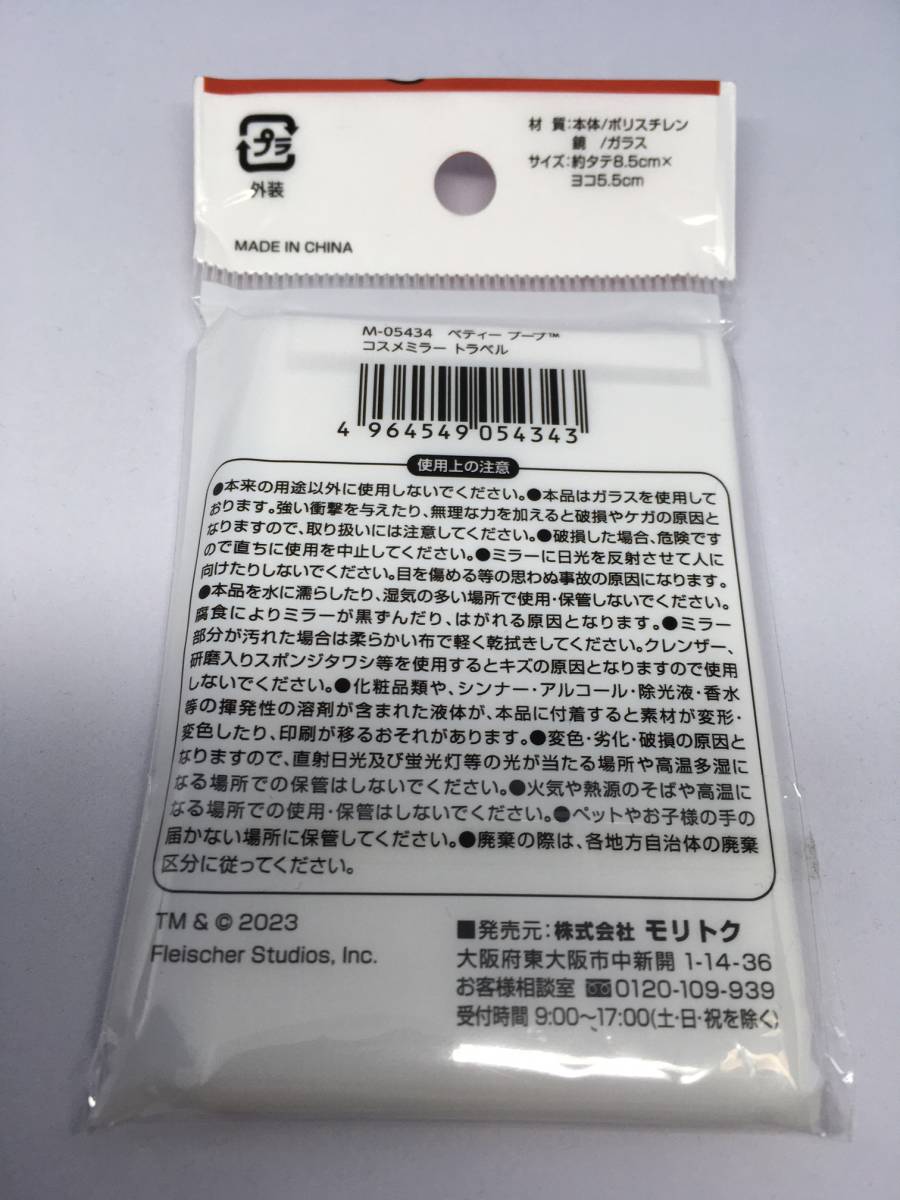 プラ
外装
MADE IN CHINA
材 質:本体/ポリスチレン
鏡 /ガラス
サイズ:約タテ8.5cm×
ヨコ5.5cm
M-05434 ベティー ブープ™
コスメミラー トラベル
4 964549 054343
使用上の注意
●本来の用途以外に使用しないでください。●本品はガラスを使用して
おります。強い衝撃を与えたり、無理な力を加えると破損やケガの原因と
なりますので、取り扱いには注意してください。●破損した場合、危険です
ので直ちに使用を中止してください。●ミラーに日光を反射させて人に
向けたりしないでください。目を傷める等の思わぬ事故の原因になります。
●本品を水に濡らしたり、湿気の多い場所で使用・保管しないでください。
腐食によりミラーが黒ずんだり、はがれる原因となります。●ミラー
部分が汚れた場合は柔らかい布で軽く乾拭きしてください。クレンザー、
研磨入りスポンジタワシ等を使用するとキズの原因となりますので使用
しないでください。●化粧品類や、シンナー・アルコール・除光液・香水
等の揮発性の溶剤が含まれた液体が、本品に付着すると素材が変形・
変色したり、印刷が移るおそれがあります。●変色・劣化・破損の原因と
なりますので、直射日光及び蛍光灯等の光が当たる場所や高温多湿に
なる場所での保管はしないでください。●火気や熱源のそばや高温に
なる場所での使用・保管はしないでください。●ペットやお子様の手の
届かない場所に保管してください。●廃棄の際は、各地方自治体の廃棄
区分に従ってください。
TM & © 2023
Fleischer Studios, Inc.
■発売元:株式会社 モリトク
大阪府東大阪市中新開 1-14-36
お客様相談室 0120-109-939
受付時間 9:00〜17:00(土・日・祝を除く)